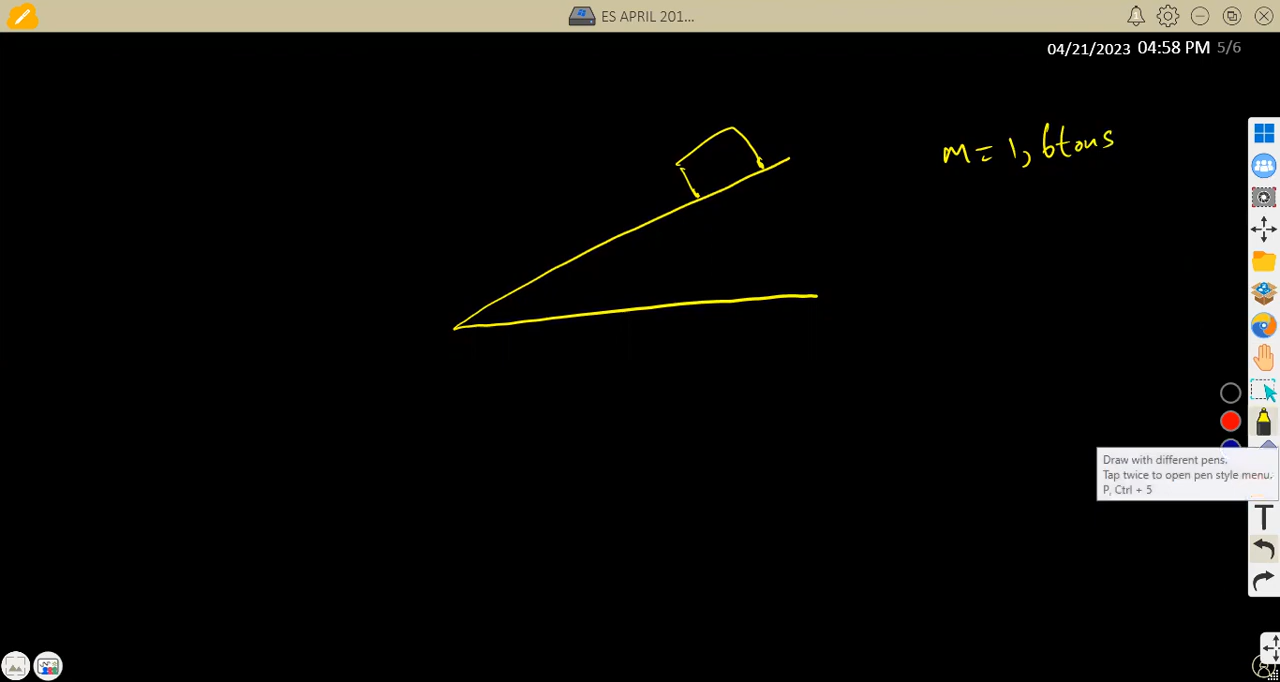 ES APRIL 201...
04/21/2023 04:58 PM 5/6
m = 1,6tons
Draw with different pens.
Tap twice to open pen style menu.
P, Ctrl + 5
T